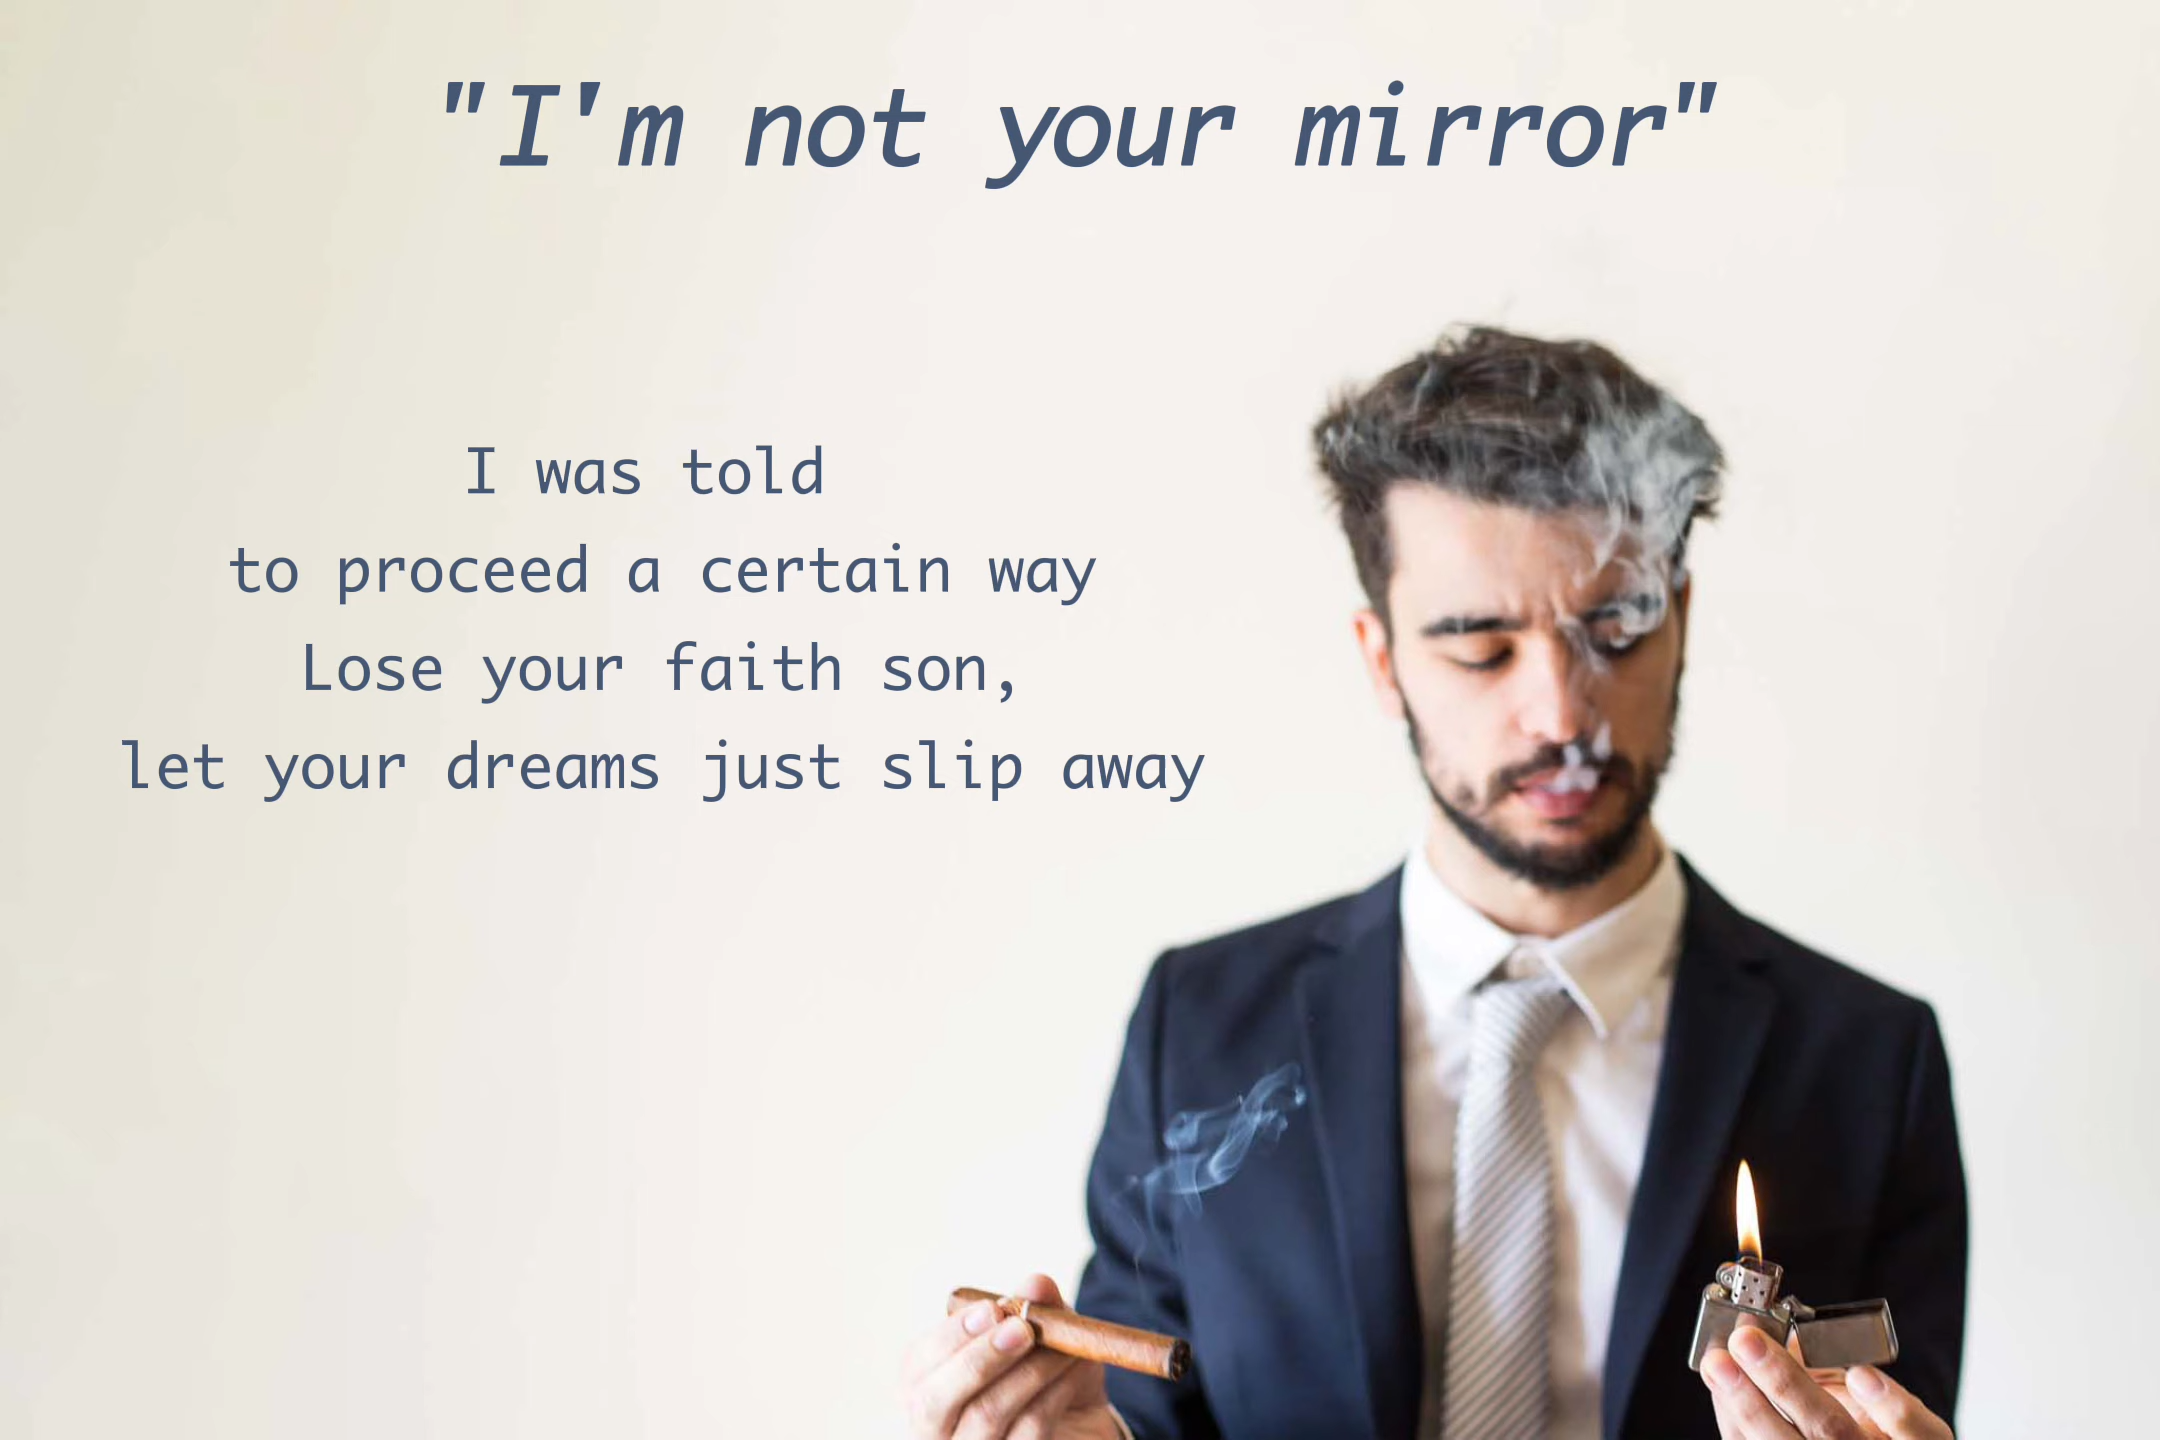 "I'm not your mirror"
I was told
to proceed a certain way
Lose your faith son,
let your dreams just slip away